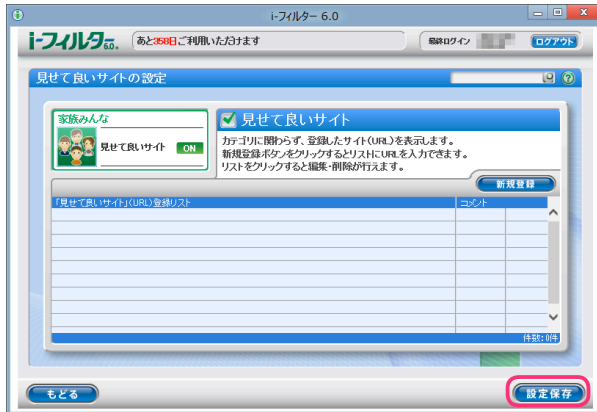 i-フィルター 6.0
i-フィルター6.0. あと358日ご利用いただけます 最終ログイン ログアウト
見せて良いサイトの設定
家族みんな
見せて良いサイト ON
見せて良いサイト
カテゴリに関わらず、登録したサイト(URL)を表示します。
新規登録ボタンをクリックするとリストにURLを入力できます。
リストをクリックすると編集・削除が行えます。
新規登録
「見せて良いサイト」(URL)登録リスト コメント
件数:0件
もどる 設定保存